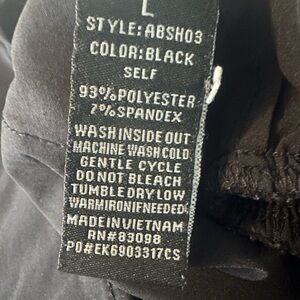 L
STYLE:ABSH03
COLOR:BLACK
SELF
93%POLYESTER
7%SPANDEX
WASH INSIDE OUT
MACHINE WASH COLD
GENTLE CYCLE
DO NOT BLEACH
TUMBLE DRY LOW
WARM IRON IF NEEDED
MADE IN VIETNAM
RN#83098
PO#EK6903317CS